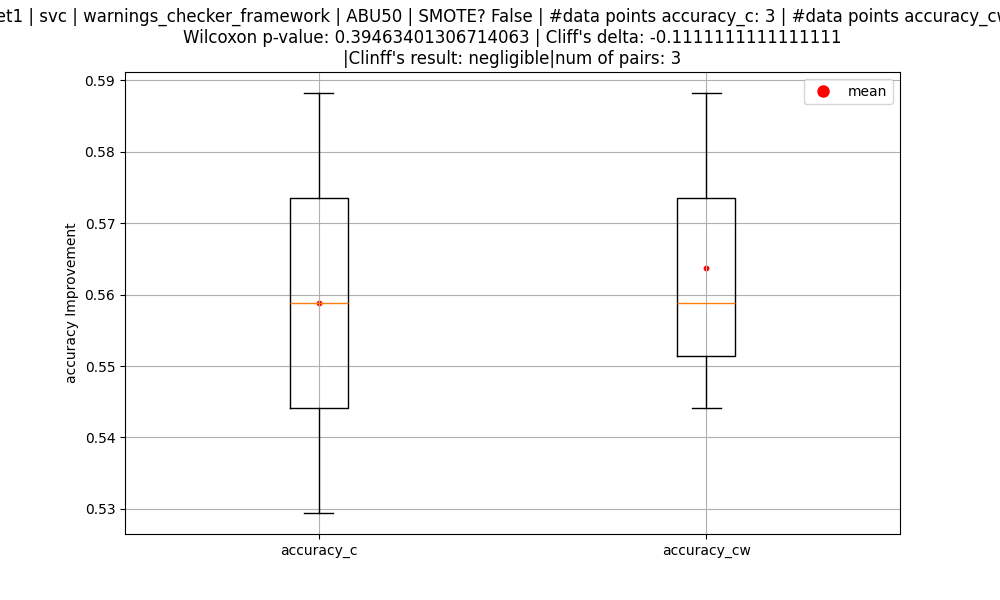 et1 | svc | warnings_checker_framework | ABU50 | SMOTE? False | #data points accuracy_c: 3 | #data points accuracy_cw
Wilcoxon p-value: 0.39463401306714063 | Cliff's delta: -0.1111111111111111
|Clinff's result: negligible|num of pairs: 3
mean
0.59
0.58
0.57
0.56
0.55
0.54
0.53
accuracy Improvement
accuracy_c
accuracy_cw